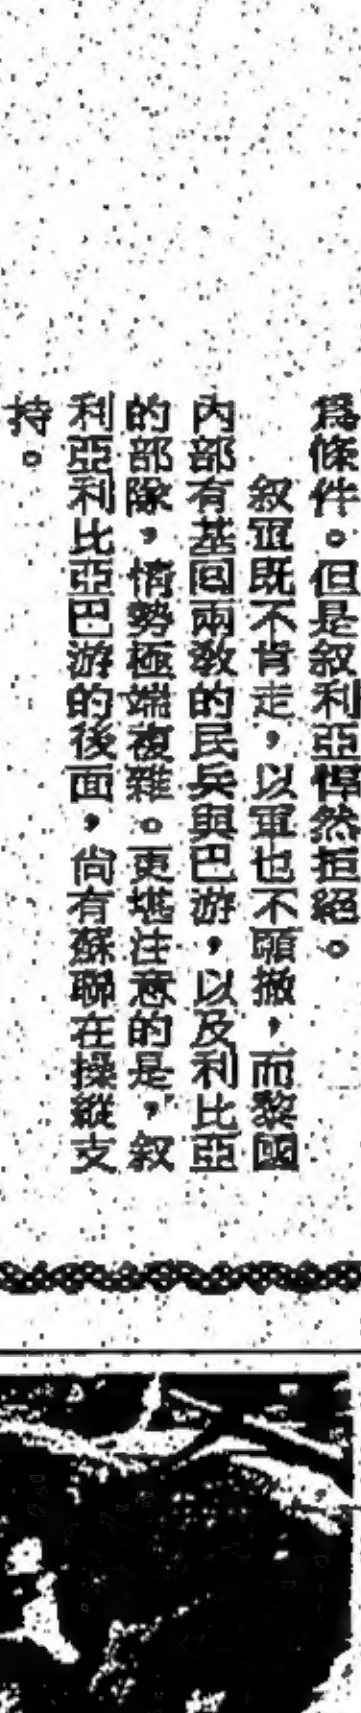 爲條件。但是叙利亞悍然拒絕。
叙軍既不肯走，以軍也不願撤，而黎國
內部有基回兩教的民兵與巴游，以及利比亞
的部隊，情勢極端複雜。更堪注意的是，叙
利亞利比亞巴游的後面，尚有蘇聯在操縱支
持。